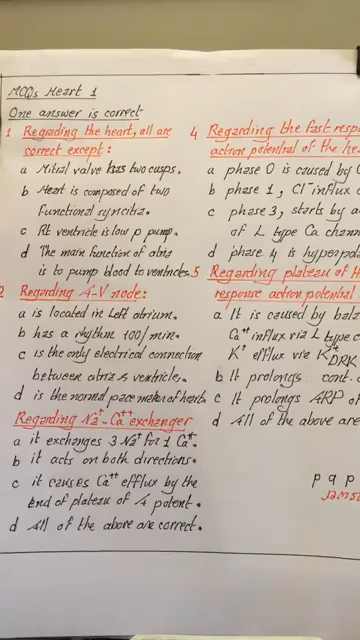 MCQs Heart 1
One answer is correct
1 Regarding the heart, all are
correct except:
a Mitral valve has two cusps.
b Heart is composed of two
Functional syncitia.
c Rt ventricle is low p pump.
d The main function of atria
is to pump blood to ventricles.
2 Regarding A-V node:
a is located in Left atrium.
b has a rhythm 100/min.
c is the only electrical connection
between atria & ventricle.
d is the normal pacemaker of heart.
Regarding Na⁺-Ca⁺⁺ exchanger
a it exchanges 3 Na⁺ for 1 Ca⁺⁺.
b it acts on both directions.
c it causes Ca⁺⁺ efflux by the
End of plateau of A potent.
d All of the above are correct.
4 Regarding the fast resp
action potential of the hea
a phase 0 is caused by
b phase 1, Cl⁻ influx
c phase 3, starts by
of L type Ca channe
d phase 4 is hyperpola
5 Regarding plateau of
response action potential
a It is caused by bala
Ca⁺⁺ influx via L type c
K⁺ efflux via K⁺DRK
b It prolongs cont.
c It prolongs ARP of
d All of the above are
p q p